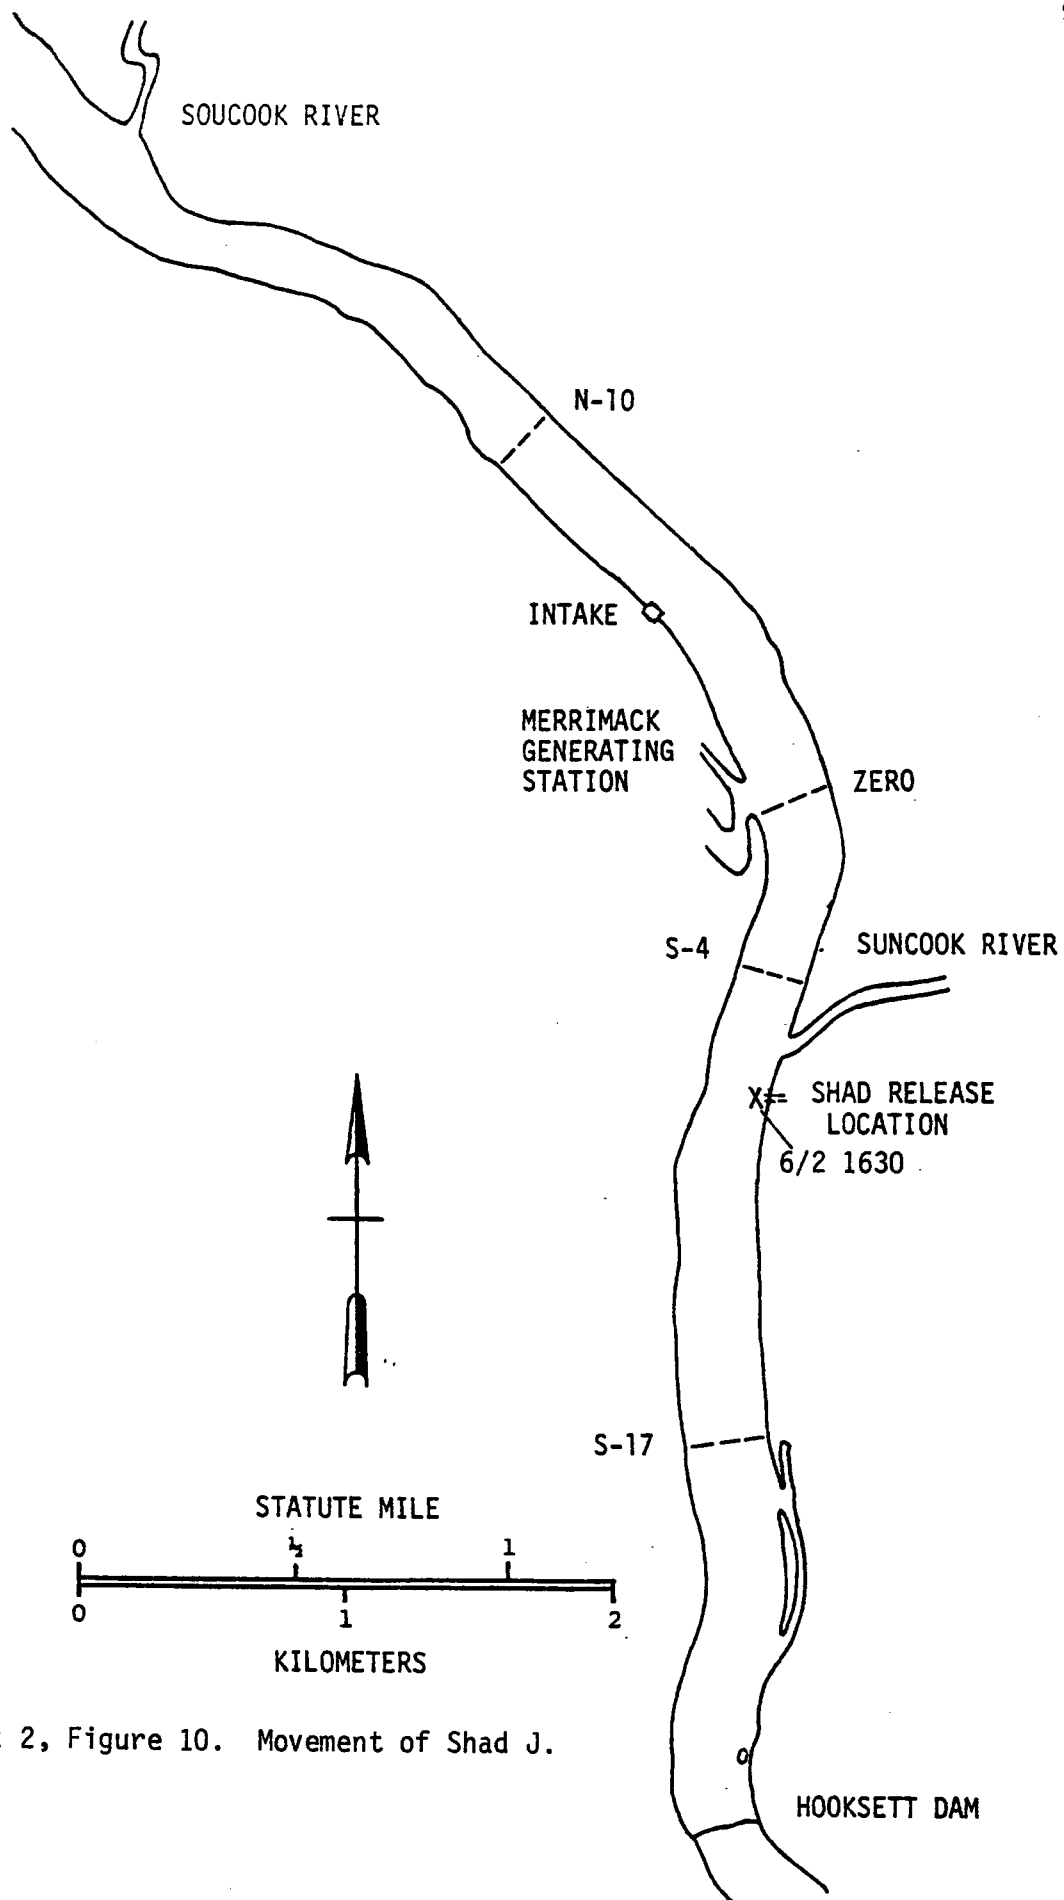 SOUCOOK RIVER
N-10
INTAKE
MERRIMACK
GENERATING
STATION
ZERO
S-4
SUNCOOK RIVER
X
SHAD RELEASE
LOCATION
6/2 1630
S-17
STATUTE MILE
0 ½ 1
0 1 2
KILOMETERS
2, Figure 10. Movement of Shad J.
HOOKSETT DAM